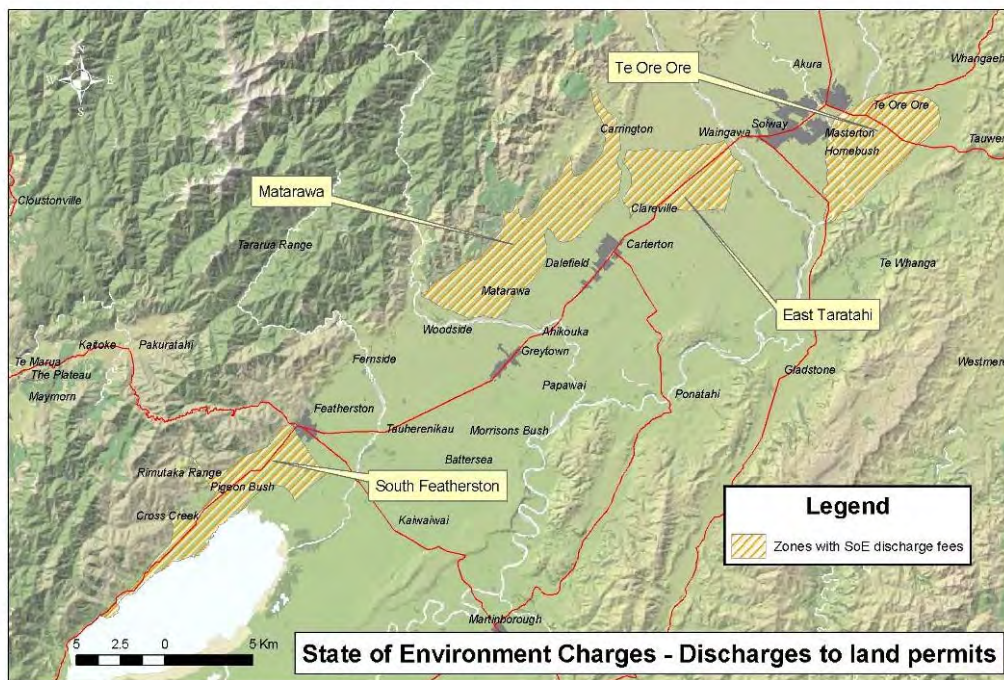 N
W E
S
Akura
Whangaeh
Te Ore Ore
Te Ore Ore
Carrington
Waingawa
Solway
Masterton
Homebush
Tauwer
Matarawa
Cloustonville
Clareville
Tararua Range
Dalefield
Carterton
Te Whanga
Matarawa
East Taratahi
Woodside
Ahikouka
Kaitoke
Pakuratahi
Fernside
Greytown
Te Marua
The Plateau
Maymorn
Papawai
Ponatahi
Gladstone
Westmere
Featherston
Tauherenikau
Morrisons Bush
Battersea
Rimutaka Range
Pigeon Bush
South Featherston
Cross Creek
Kaiwaiwai
Legend
Zones with SoE discharge fees
Martinborough
5 2.5 0 5 Km
State of Environment Charges - Discharges to land permits